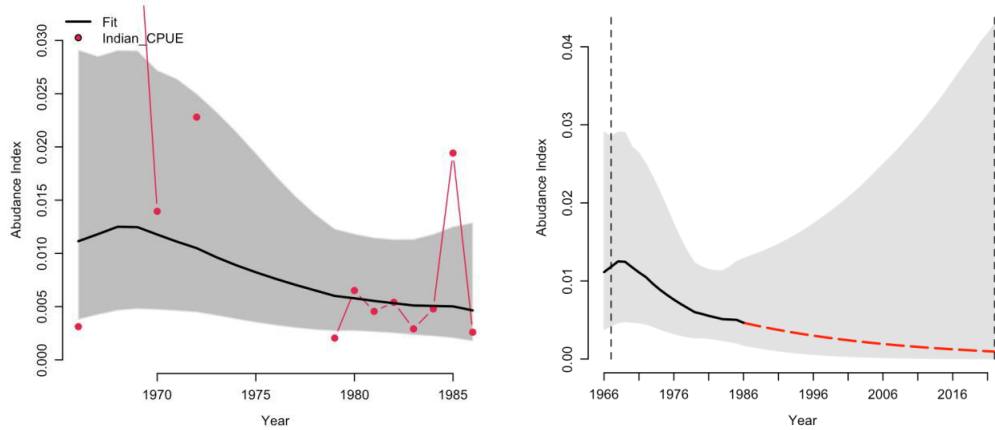 Fit
Indian_CPUE
0.030
0.025
0.020
0.015
0.010
0.005
0.000
Abudance Index
1970 1975 1980 1985
Year
0.04
0.03
0.02
0.01
0.00
Abudance Index
1966 1976 1986 1996 2006 2016
Year